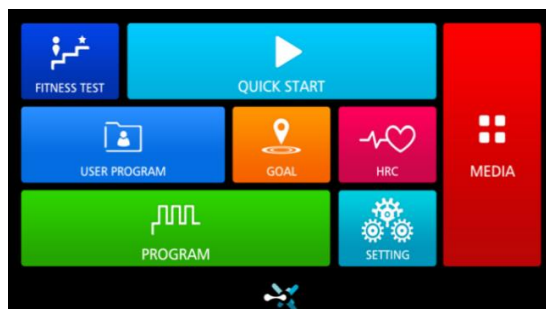 FITNESS TEST
QUICK START
USER PROGRAM
GOAL
HRC
MEDIA
PROGRAM
SETTING